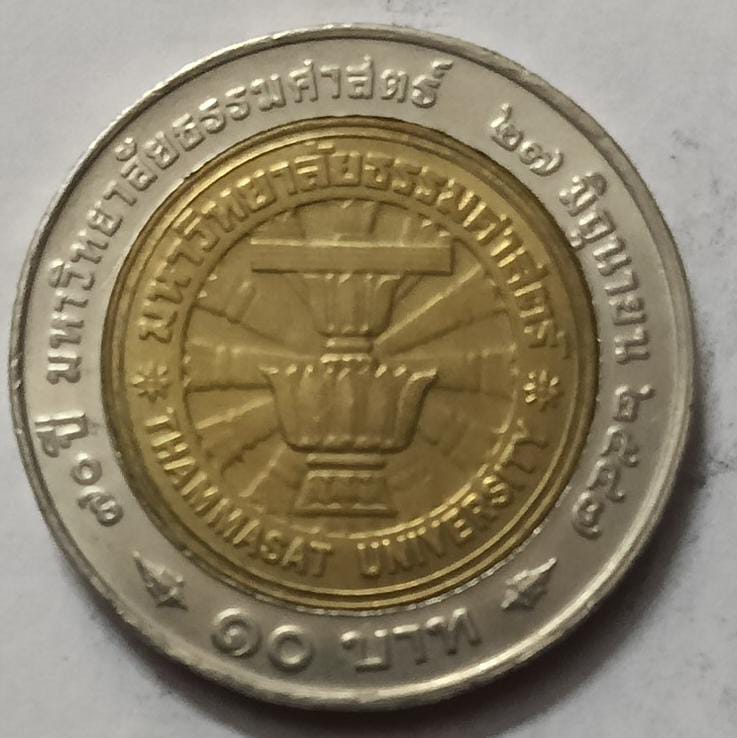 ๗๐ ปี มหาวิทยาลัยธรรมศาสตร์ ๒๗ มิถุนายน ๒๕๔๗
มหาวิทยาลัยธรรมศาสตร์
THAMMASAT UNIVERSITY
๑๐ บาท